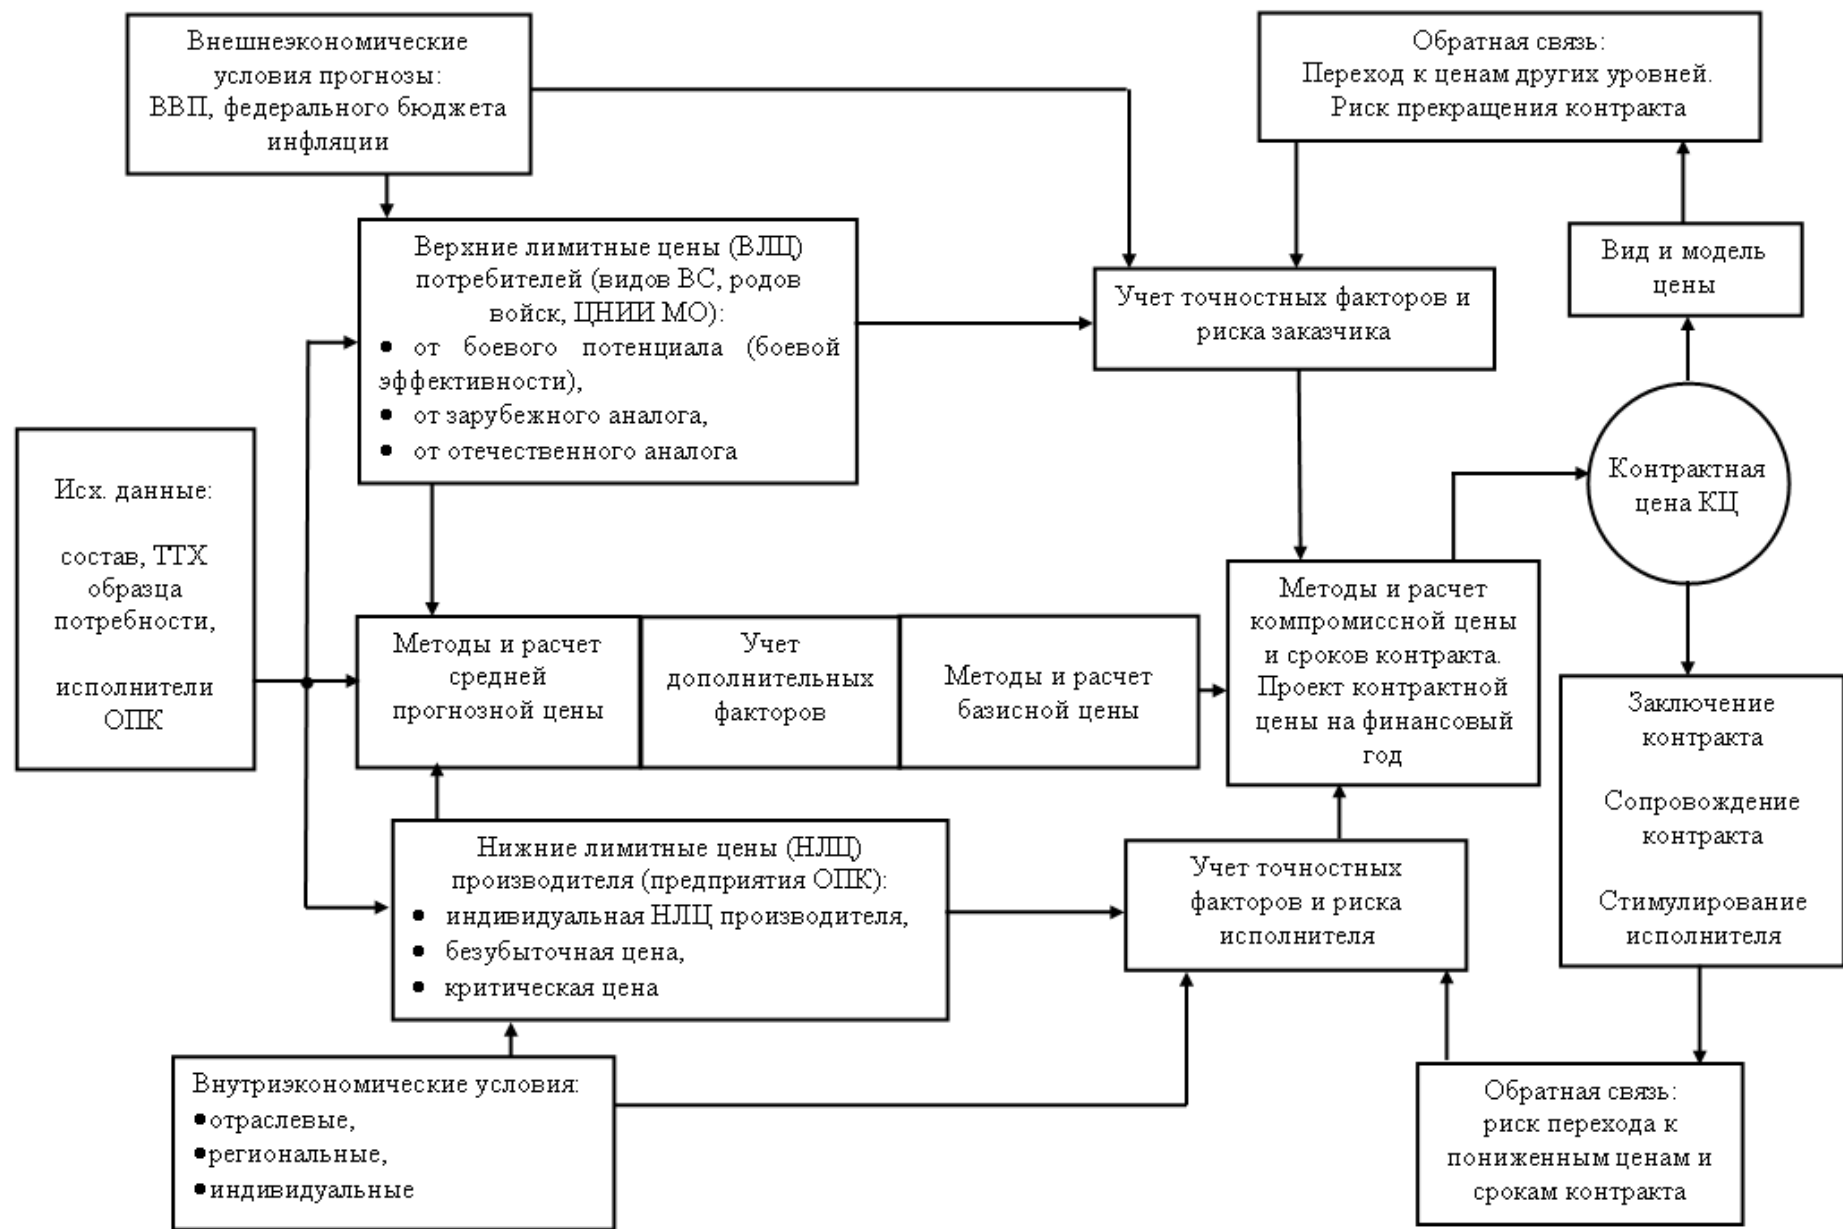 Внешнеэкономические
условия прогнозы:
ВВП, федерального бюджета
инфляции
Обратная связь:
Переход к ценам других уровней.
Риск прекращения контракта
Верхние лимитные цены (ВЛЦ)
потребителей (видов ВС, родов
войск, ЦНИИ МО):
• от боевого потенциала (боевой
эффективности),
• от зарубежного аналога,
• от отечественного аналога
Учет точностных факторов и
риска заказчика
Вид и модель
цены
Исх. данные:
состав, ТТХ
образца
потребности,
исполнители
ОПК
Контрактная
цена КЦ
Методы и расчет
средней
прогнозной цены
Учет
дополнительных
факторов
Методы и расчет
базисной цены
Методы и расчет
компромиссной цены
и сроков контракта.
Проект контрактной
цены на финансовый
год
Заключение
контракта
Сопровождение
контракта
Стимулирование
исполнителя
Нижние лимитные цены (НЛЦ)
производителя (предприятия ОПК):
• индивидуальная НЛЦ производителя,
• безубыточная цена,
• критическая цена
Учет точностных
факторов и риска
исполнителя
Внутриэкономические условия:
•отраслевые,
•региональные,
•индивидуальные
Обратная связь:
риск перехода к
пониженным ценам и
срокам контракта